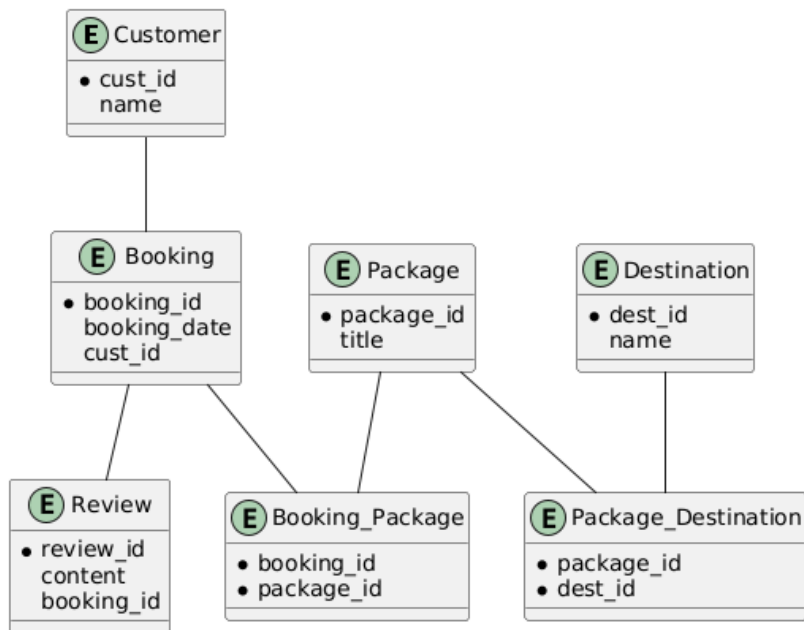 E Customer
cust_id
name
E Booking
booking_id
booking_date
cust_id
E Package
package_id
title
E Destination
dest_id
name
E Review
review_id
content
booking_id
E Booking_Package
booking_id
package_id
E Package_Destination
package_id
dest_id